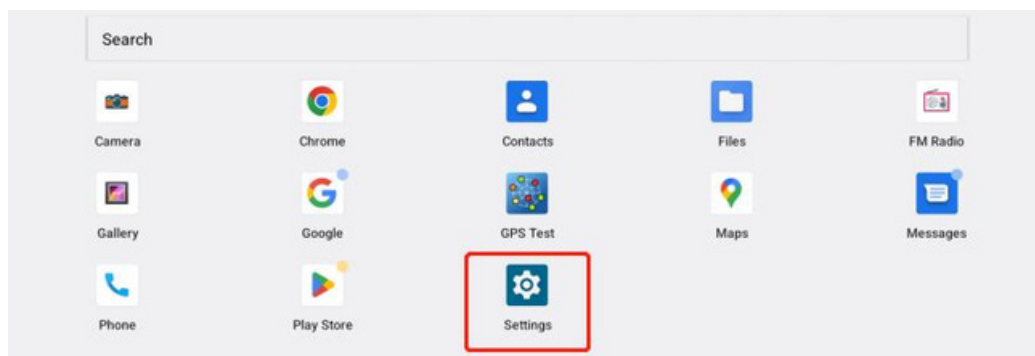 Search
Camera
Chrome
Contacts
Files
FM Radio
Gallery
Google
GPS Test
Maps
Messages
Phone
Play Store
Settings